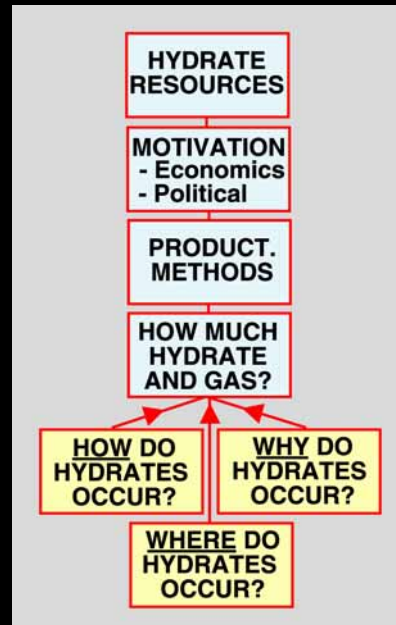 HYDRATE
RESOURCES
MOTIVATION
- Economics
- Political
PRODUCT.
METHODS
HOW MUCH
HYDRATE
AND GAS?
HOW DO
HYDRATES
OCCUR?
WHY DO
HYDRATES
OCCUR?
WHERE DO
HYDRATES
OCCUR?